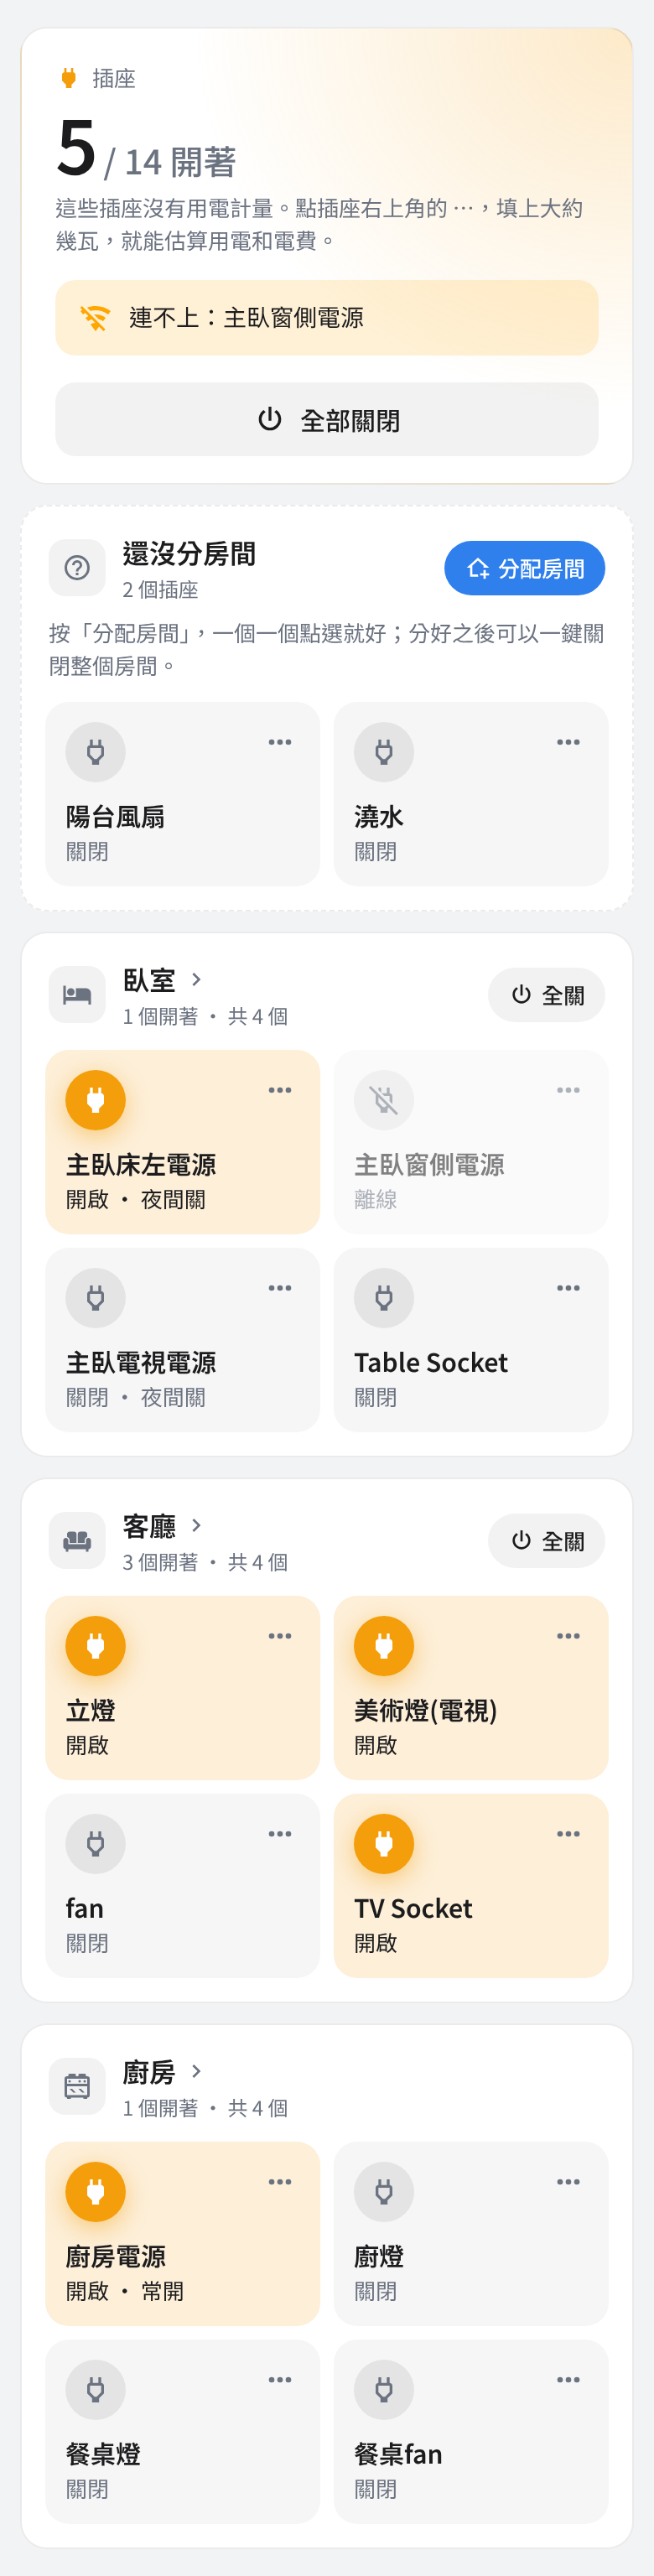 插座
5 / 14 開著
這些插座沒有用電計量。點插座右上角的 …，填上大約
幾瓦，就能估算用電和電費。
連不上：主臥窗側電源
全部關閉
還沒分房間
2 個插座
分配房間
按「分配房間」，一個一個點選就好；分好之後可以一鍵關
閉整個房間。
陽台風扇
關閉
澆水
關閉
臥室
1 個開著 · 共 4 個
全關
主臥床左電源
開啟 · 夜間關
主臥窗側電源
離線
主臥電視電源
關閉 · 夜間關
Table Socket
關閉
客廳
3 個開著 · 共 4 個
全關
立燈
開啟
美術燈(電視)
開啟
fan
關閉
TV Socket
開啟
廚房
1 個開著 · 共 4 個
廚房電源
開啟 · 常開
廚燈
關閉
餐桌燈
關閉
餐桌fan
關閉